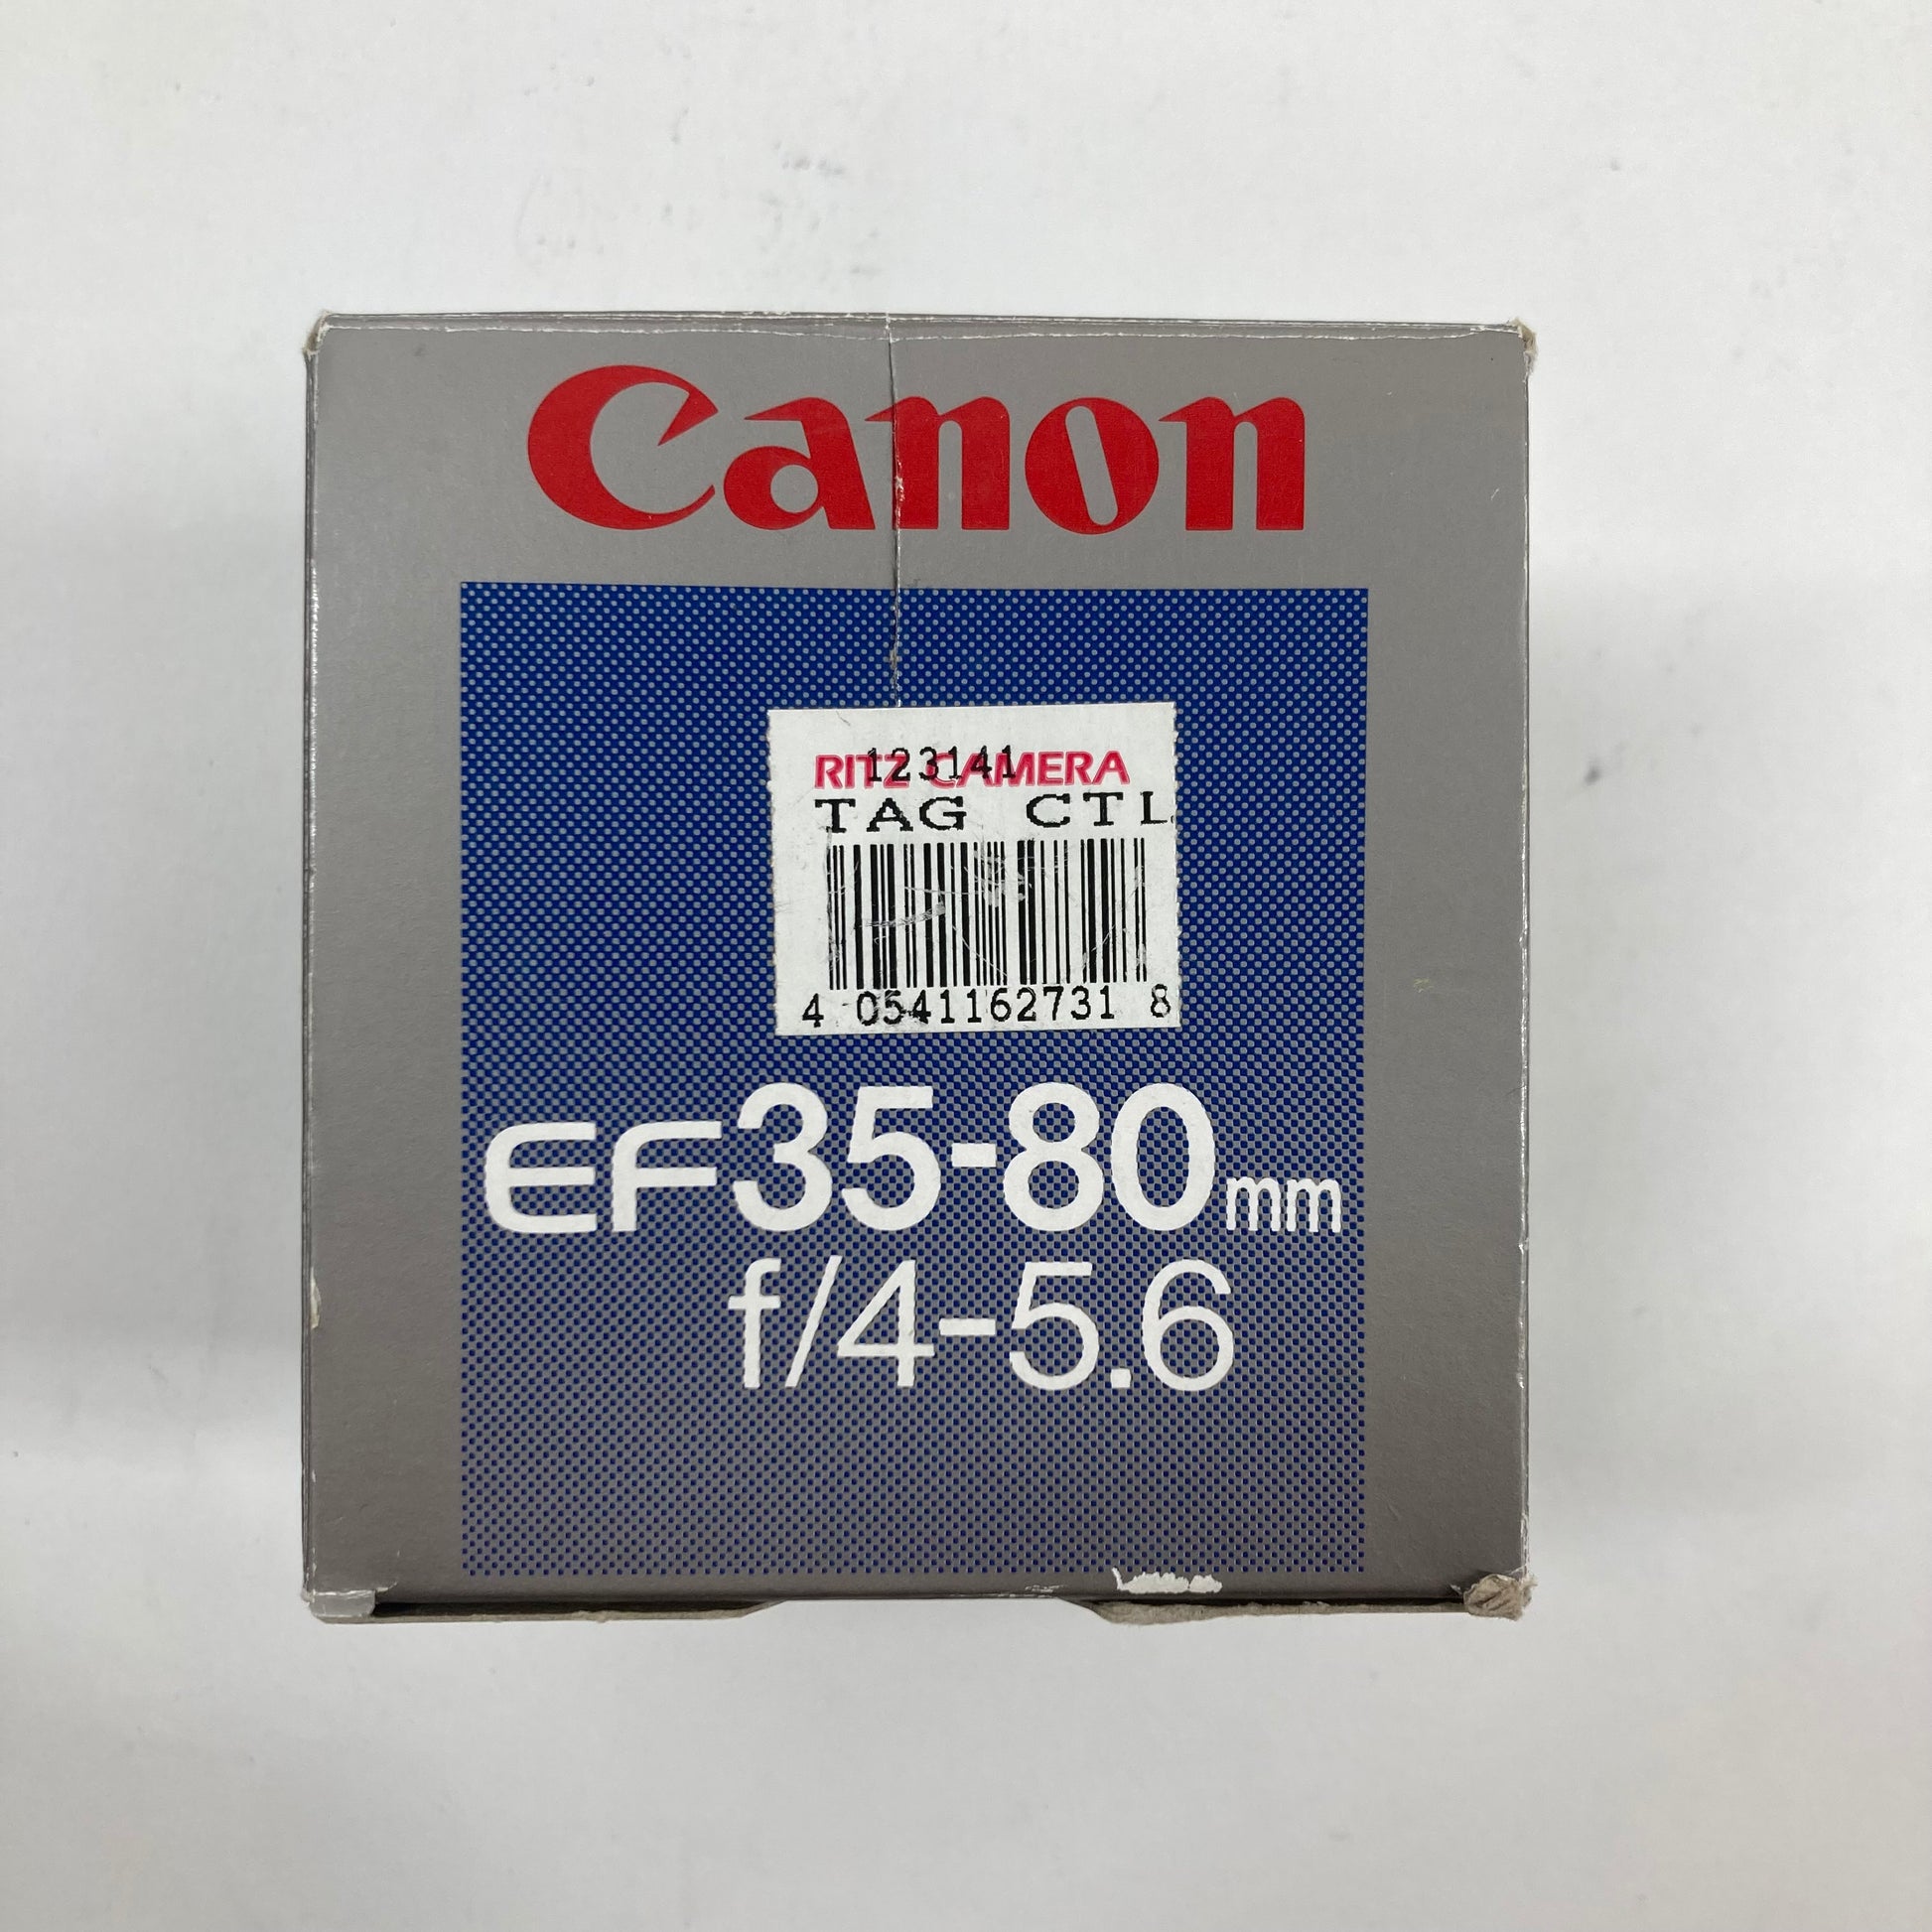 Canon
123141
RITZ CAMERA
TAG CTL
4 0541162731 8
EF35-80mm
f/4-5.6